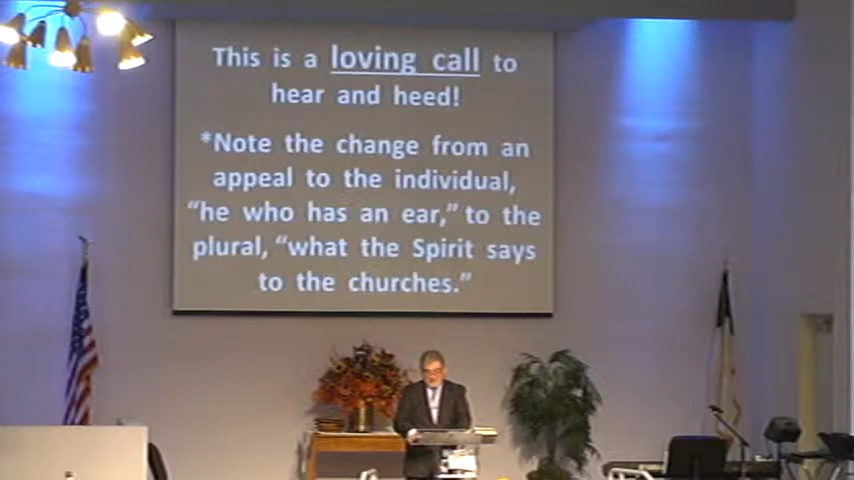 This is a loving call to
hear and heed!
*Note the change from an
appeal to the individual,
“he who has an ear,” to the
plural, “what the Spirit says
to the churches.”